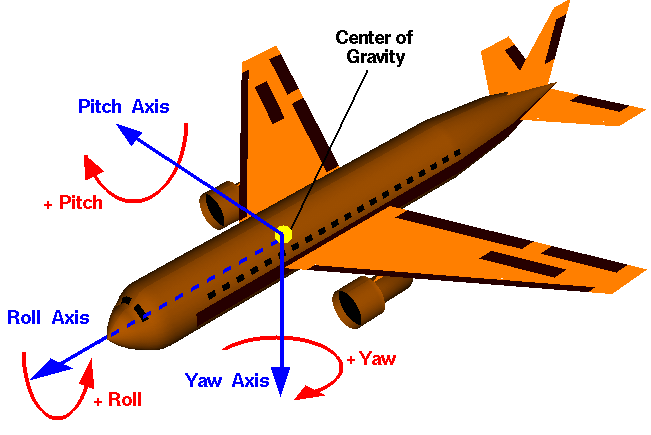 Center of
Gravity
Pitch Axis
+ Pitch
Roll Axis
+ Yaw
Yaw Axis
+ Roll